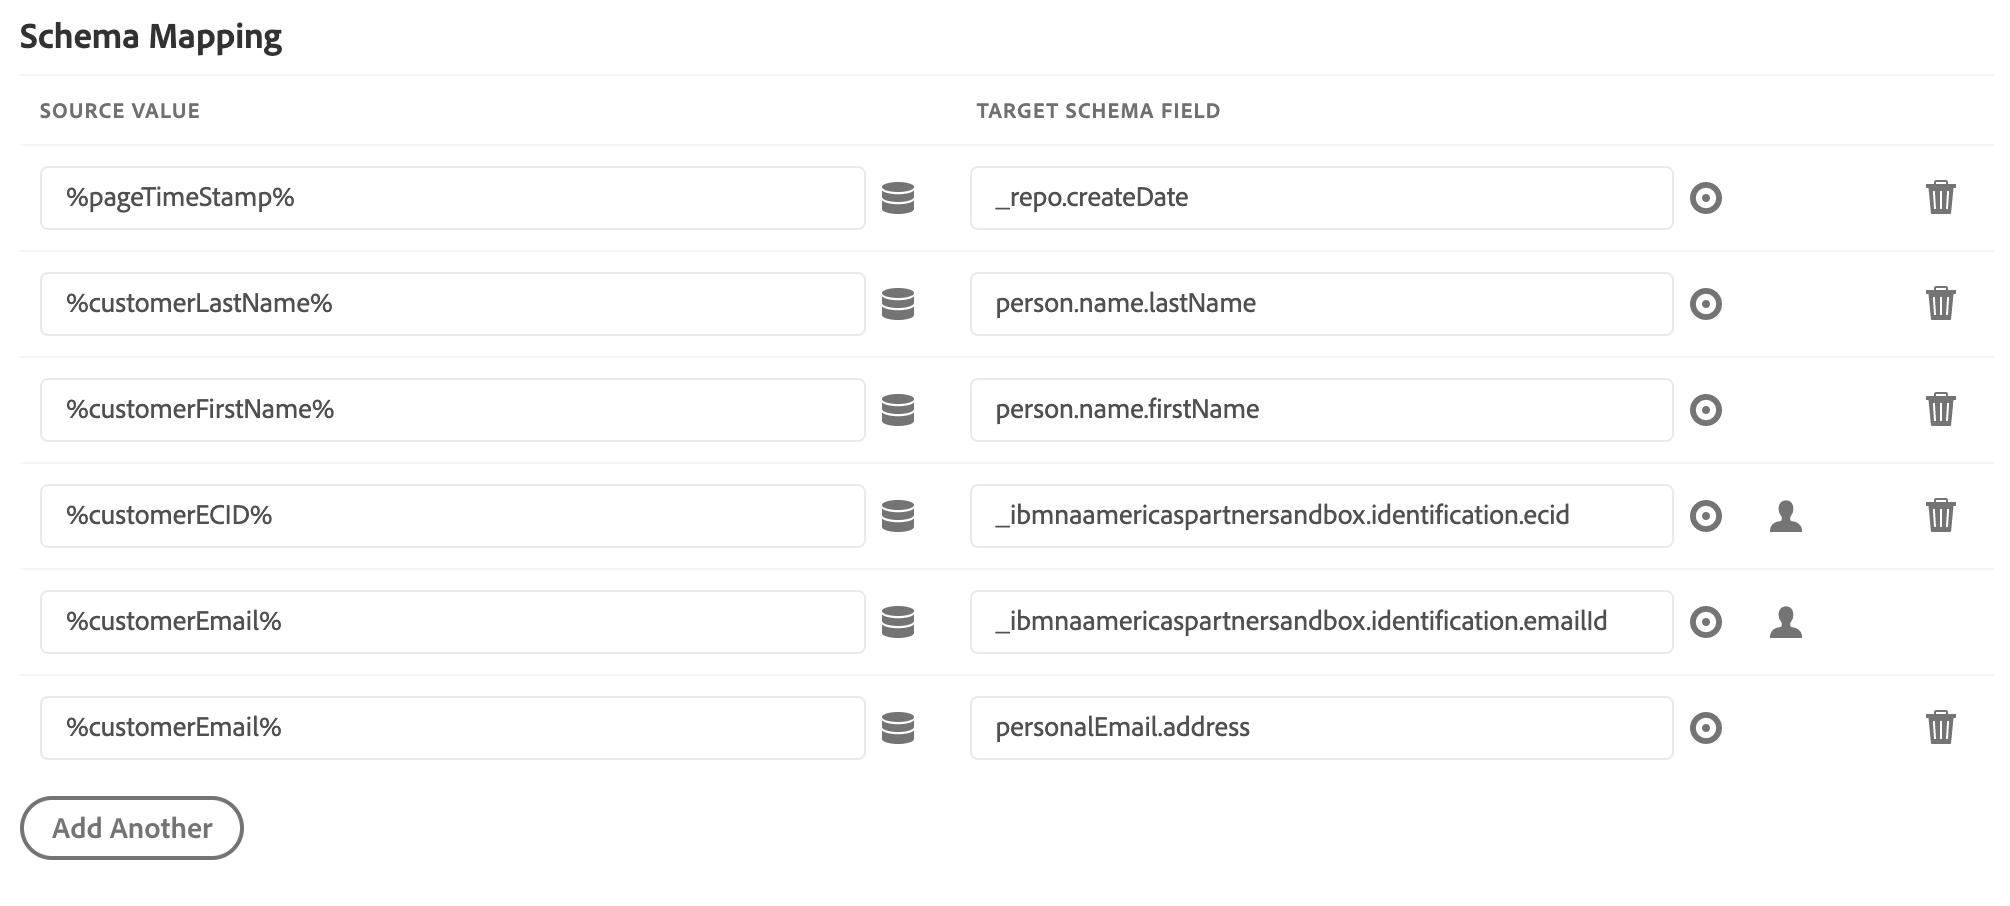 Schema Mapping
SOURCE VALUE TARGET SCHEMA FIELD
%pageTimeStamp% _repo.createDate
%customerLastName% person.name.lastName
%customerFirstName% person.name.firstName
%customerECID% _ibmnaamericaspartnersandbox.identification.ecid
%customerEmail% _ibmnaamericaspartnersandbox.identification.emailId
%customerEmail% personalEmail.address
Add Another